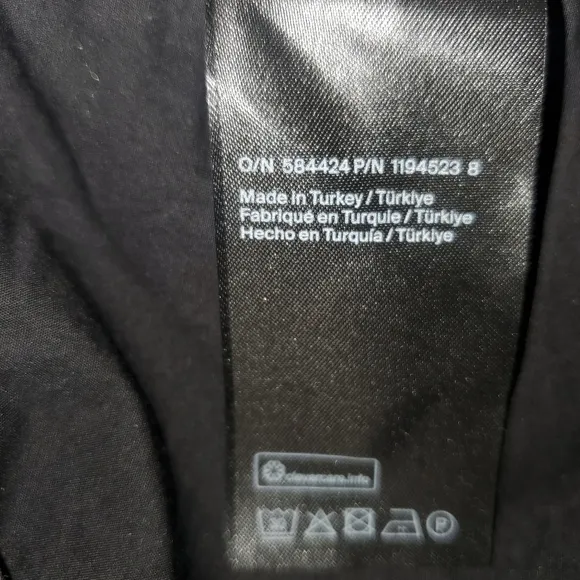 O/N 584424 P/N 1194523 8
Made in Turkey / Türkiye
Fabriqué en Turquie / Türkiye
Hecho en Turquía / Türkiye
clevercare.info
P